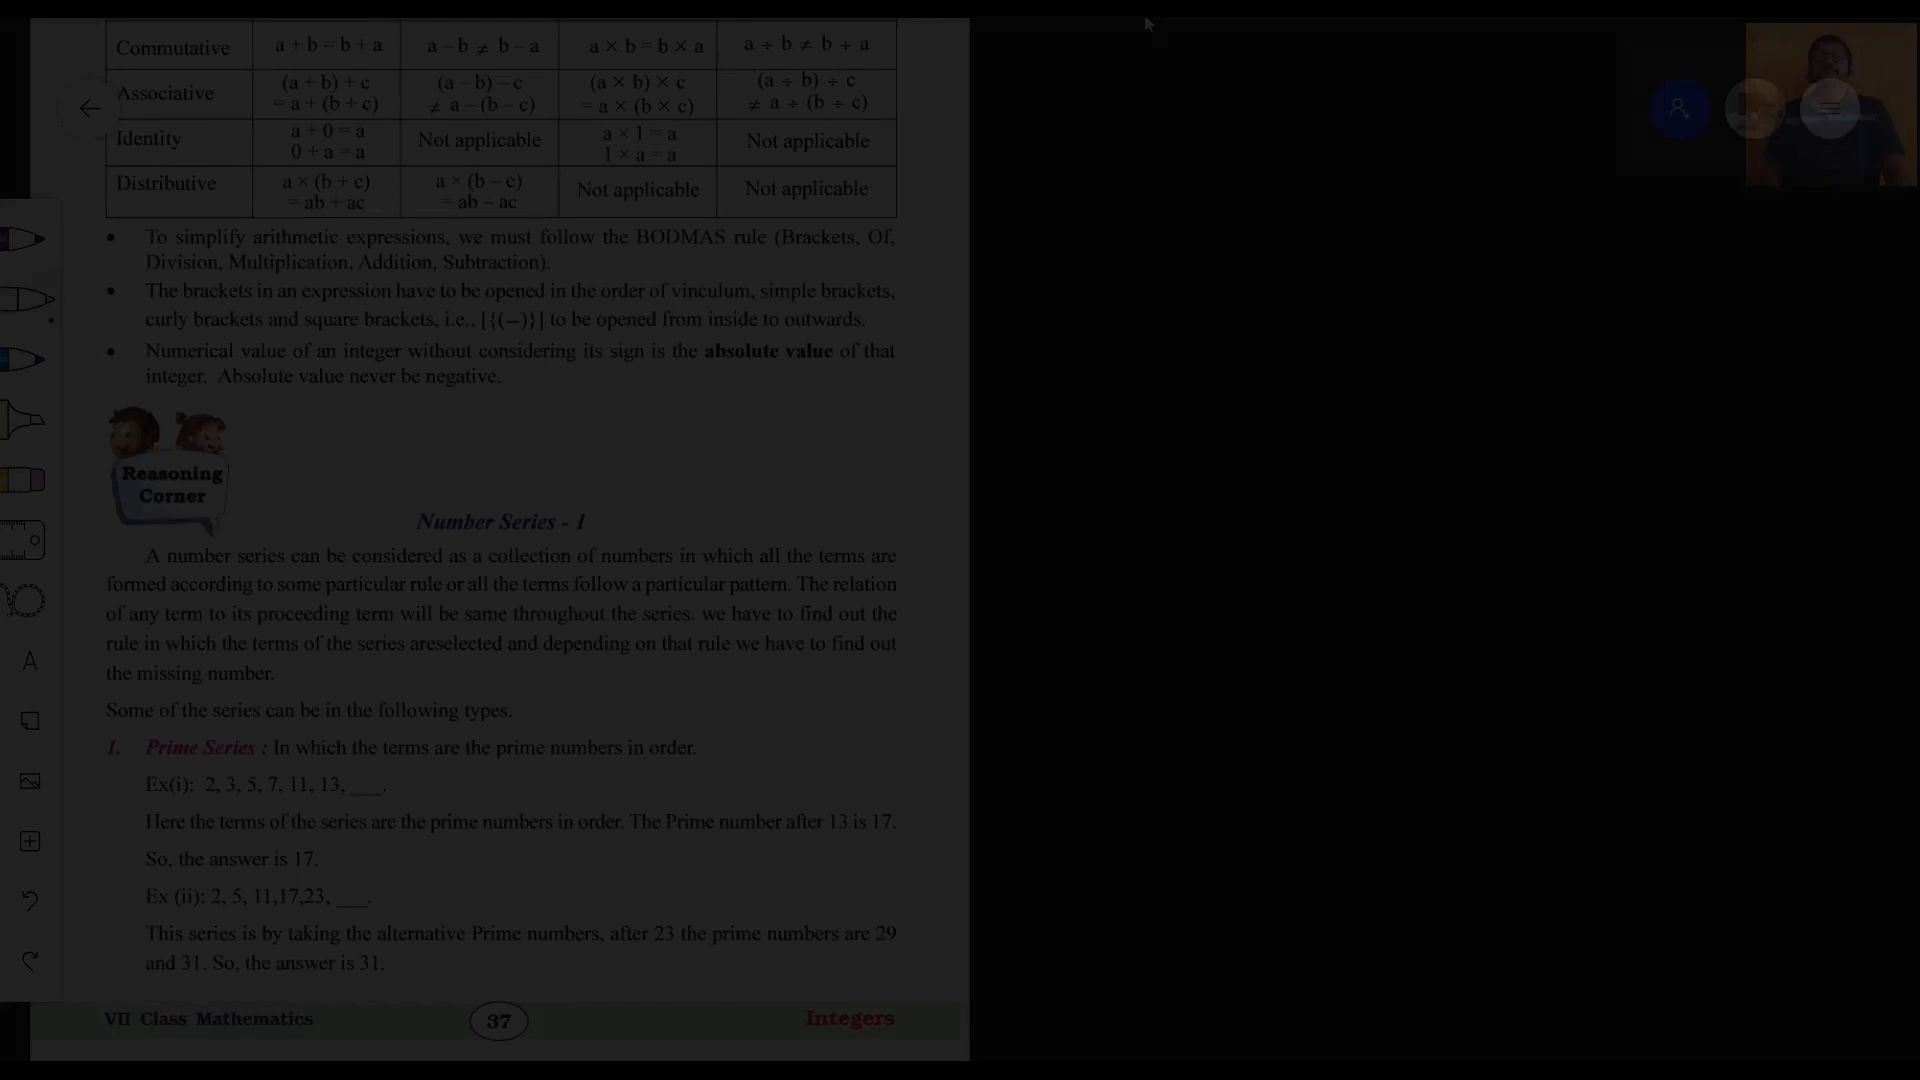 Commutative a + b = b + a a – b ≠ b – a a × b = b × a a ÷ b ≠ b ÷ a
Associative (a + b) + c = a + (b + c) (a – b) – c ≠ a – (b – c) (a × b) × c = a × (b × c) (a ÷ b) ÷ c ≠ a ÷ (b ÷ c)
Identity a + 0 = a 0 + a = a Not applicable a × 1 = a 1 × a = a Not applicable
Distributive a × (b + c) = ab + ac a × (b – c) = ab – ac Not applicable Not applicable
• To simplify arithmetic expressions, we must follow the BODMAS rule (Brackets, Of,
Division, Multiplication, Addition, Subtraction).
• The brackets in an expression have to be opened in the order of vinculum, simple brackets,
curly brackets and square brackets, i.e., [{(–)}] to be opened from inside to outwards.
• Numerical value of an integer without considering its sign is the absolute value of that
integer. Absolute value never be negative.
Reasoning
Corner
Number Series - 1
A number series can be considered as a collection of numbers in which all the terms are
formed according to some particular rule or all the terms follow a particular pattern. The relation
of any term to its proceeding term will be same throughout the series. we have to find out the
rule in which the terms of the series areselected and depending on that rule we have to find out
the missing number.
Some of the series can be in the following types.
1. Prime Series : In which the terms are the prime numbers in order.
Ex(i): 2, 3, 5, 7, 11, 13, ___.
Here the terms of the series are the prime numbers in order. The Prime number after 13 is 17.
So, the answer is 17.
Ex (ii): 2, 5, 11,17,23, ___.
This series is by taking the alternative Prime numbers, after 23 the prime numbers are 29
and 31. So, the answer is 31.
VII Class Mathematics 37 Integers